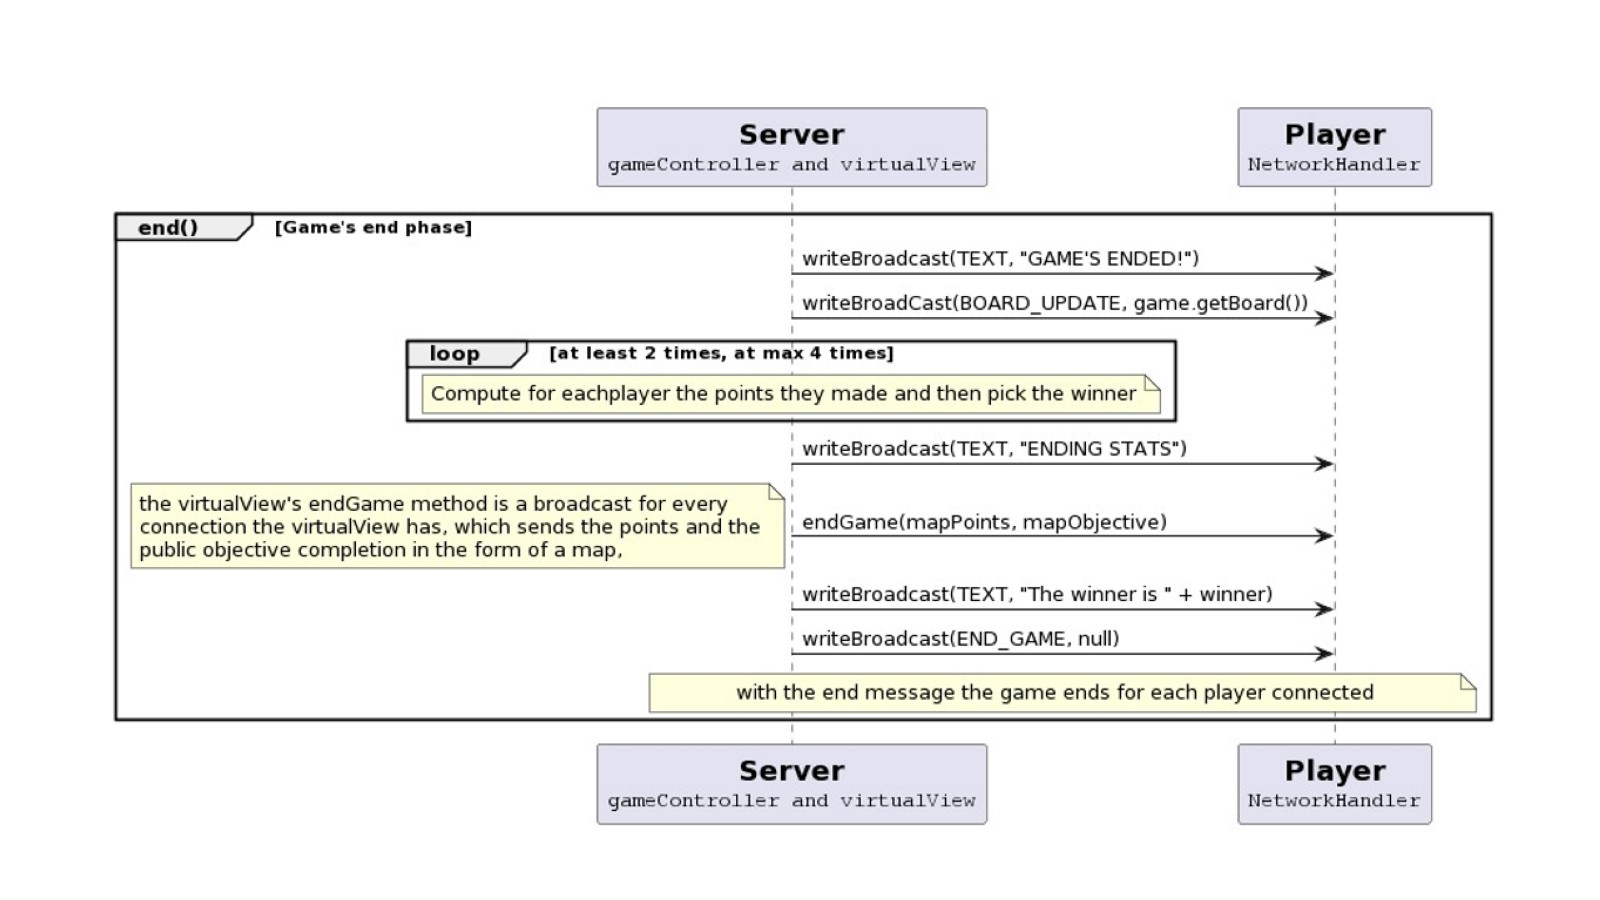 Server
gameController and virtualView
Player
NetworkHandler
end()
[Game's end phase]
writeBroadcast(TEXT, "GAME'S ENDED!")
writeBroadCast(BOARD_UPDATE, game.getBoard())
loop
[at least 2 times, at max 4 times]
Compute for eachplayer the points they made and then pick the winner
writeBroadcast(TEXT, "ENDING STATS")
the virtualView's endGame method is a broadcast for every
connection the virtualView has, which sends the points and the
public objective completion in the form of a map,
endGame(mapPoints, mapObjective)
writeBroadcast(TEXT, "The winner is " + winner)
writeBroadcast(END_GAME, null)
with the end message the game ends for each player connected
Server
gameController and virtualView
Player
NetworkHandler